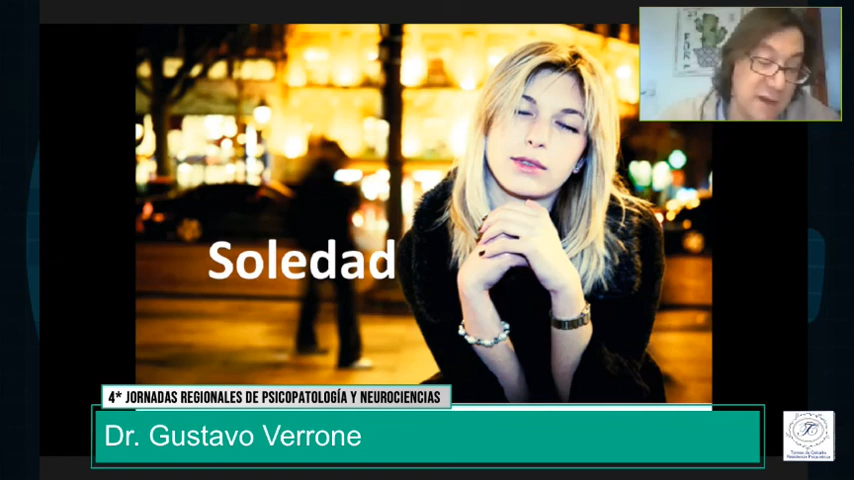 Soledad
4* JORNADAS REGIONALES DE PSICOPATOLOGÍA Y NEUROCIENCIAS
Dr. Gustavo Verrone